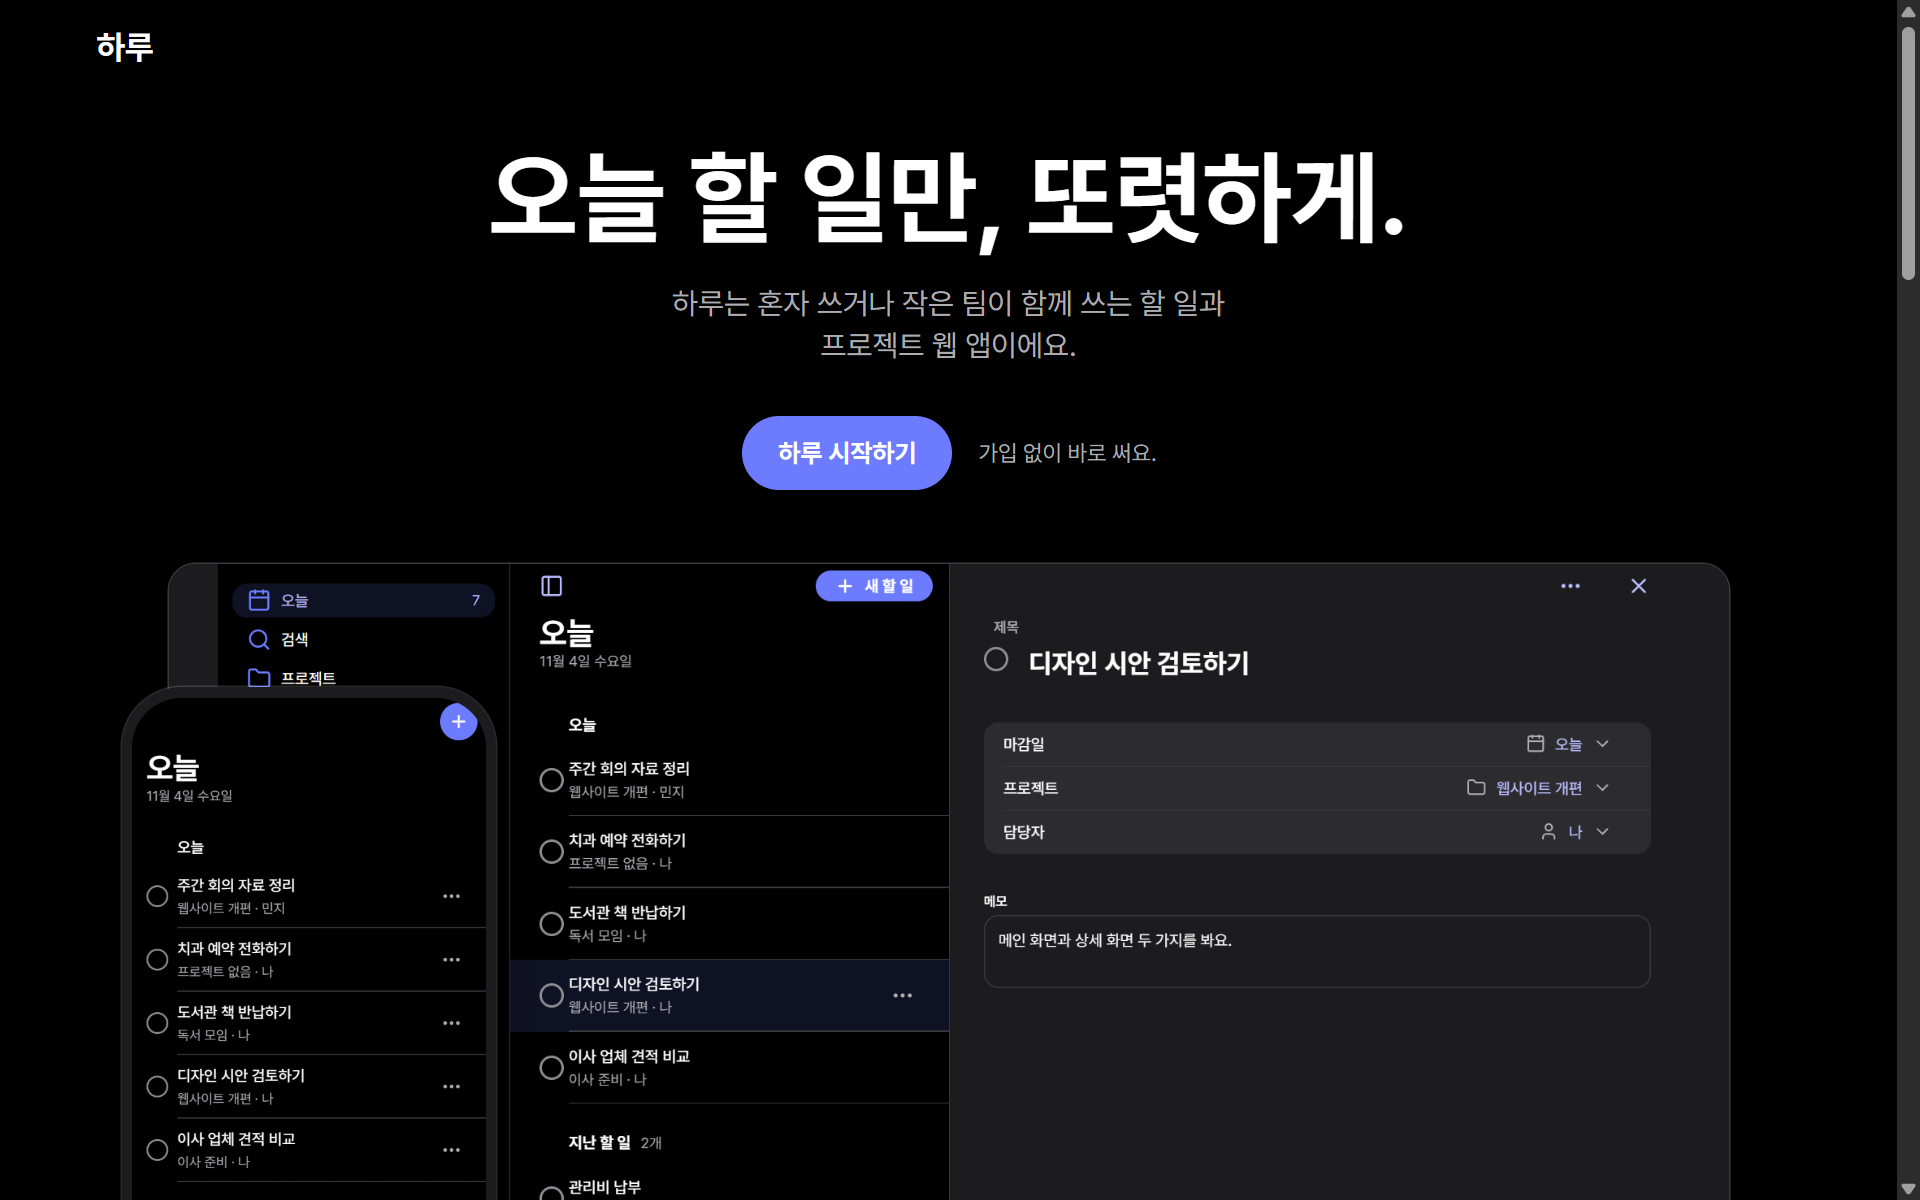 하루
오늘 할 일만, 또렷하게.
하루는 혼자 쓰거나 작은 팀이 함께 쓰는 할 일과
프로젝트 웹 앱이에요.
하루 시작하기
가입 없이 바로 써요.
오늘 7
검색
프로젝트
오늘
11월 4일 수요일
오늘
주간 회의 자료 정리
웹사이트 개편 · 민지
치과 예약 전화하기
프로젝트 없음 · 나
도서관 책 반납하기
독서 모임 · 나
디자인 시안 검토하기
웹사이트 개편 · 나
이사 업체 견적 비교
이사 준비 · 나
새 할 일
오늘
11월 4일 수요일
오늘
주간 회의 자료 정리
웹사이트 개편 · 민지
치과 예약 전화하기
프로젝트 없음 · 나
도서관 책 반납하기
독서 모임 · 나
디자인 시안 검토하기
웹사이트 개편 · 나
이사 업체 견적 비교
이사 준비 · 나
지난 할 일 2개
관리비 납부
제목
디자인 시안 검토하기
마감일 오늘
프로젝트 웹사이트 개편
담당자 나
메모
메인 화면과 상세 화면 두 가지를 봐요.